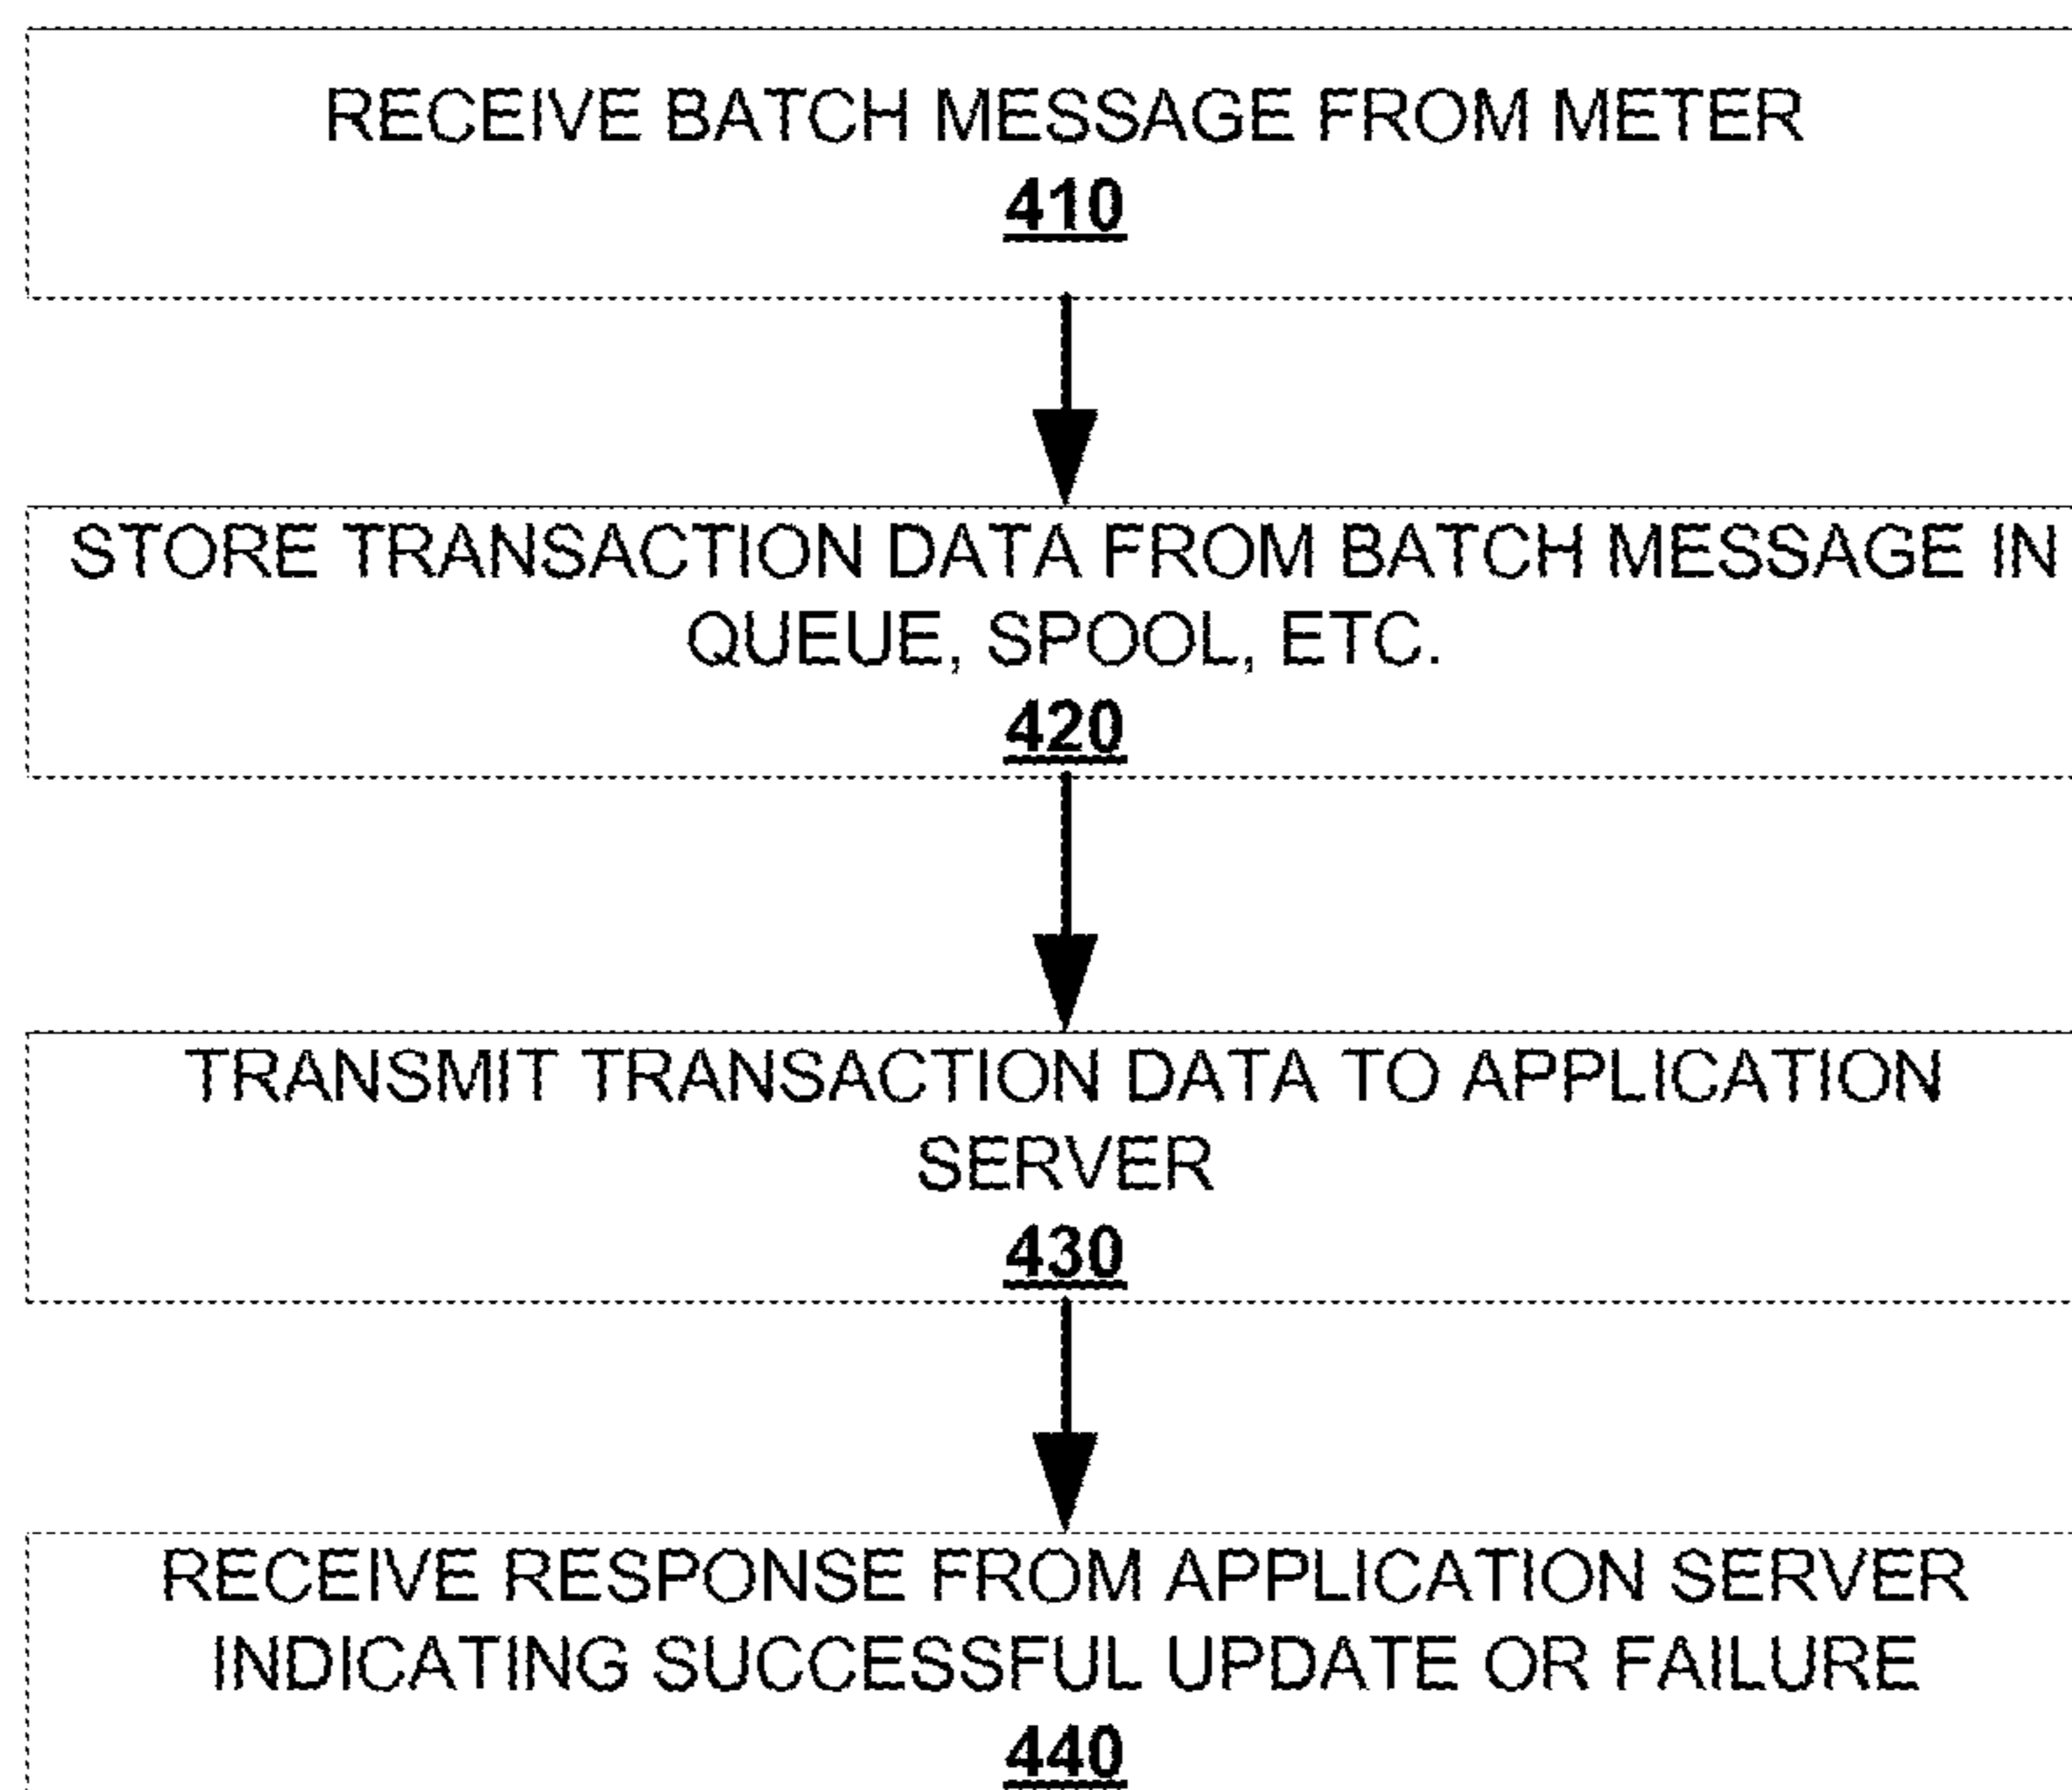 RECEIVE BATCH MESSAGE FROM METER
410
STORE TRANSACTION DATA FROM BATCH MESSAGE IN
QUEUE, SPOOL, ETC.
420
TRANSMIT TRANSACTION DATA TO APPLICATION
SERVER
430
RECEIVE RESPONSE FROM APPLICATION SERVER
INDICATING SUCCESSFUL UPDATE OR FAILURE
440